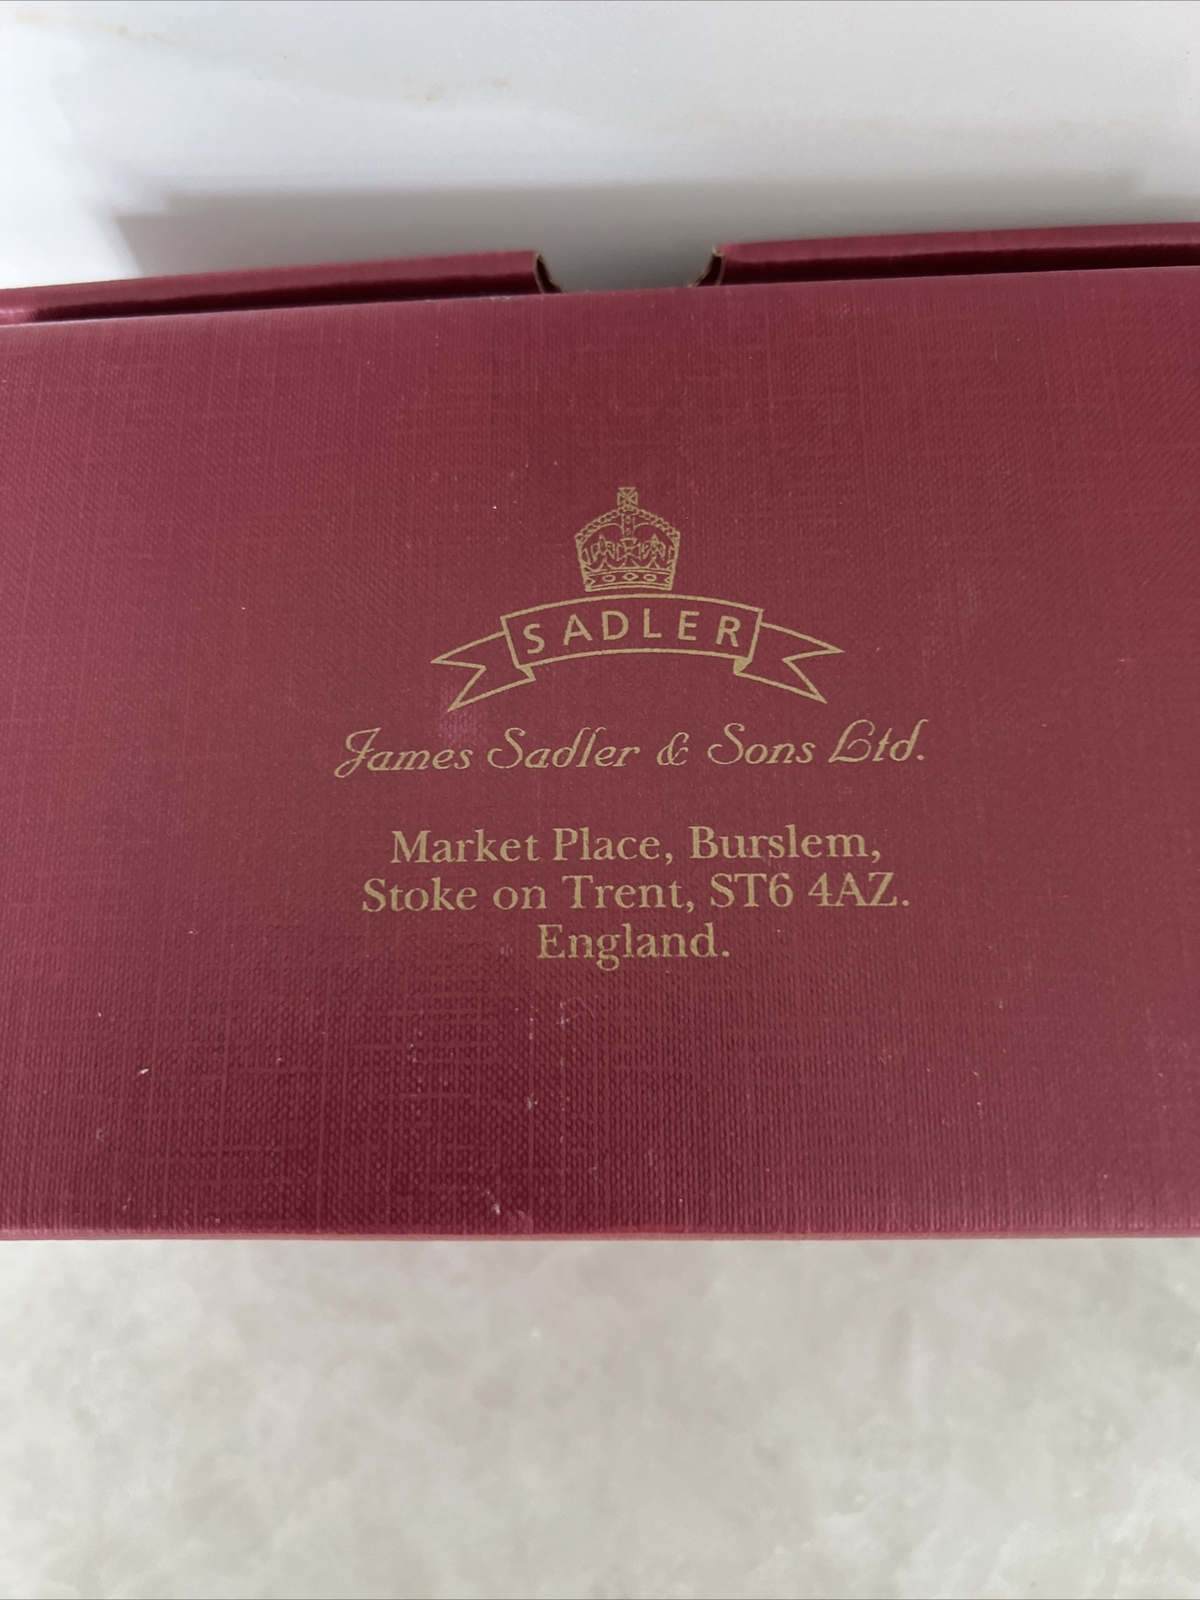 SADLER
James Sadler & Sons Ltd.
Market Place, Burslem,
Stoke on Trent, ST6 4AZ.
England.